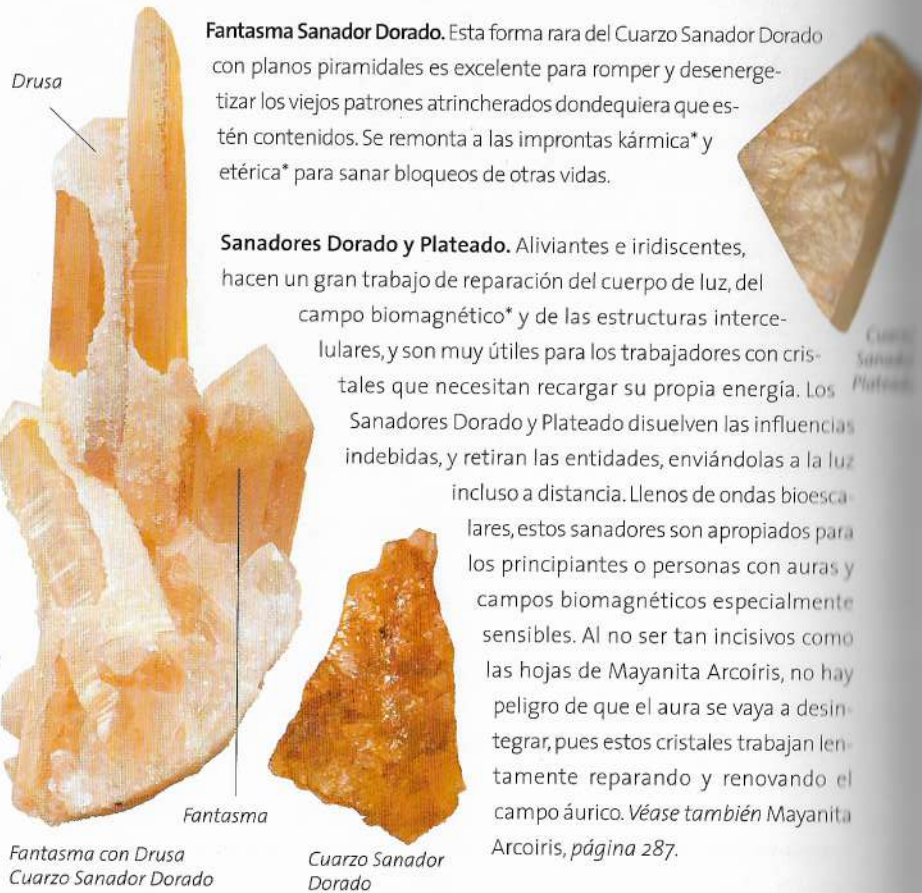 Drusa
Fantasma Sanador Dorado. Esta forma rara del Cuarzo Sanador Dorado
con planos piramidales es excelente para romper y desenerge-
tizar los viejos patrones atrincherados dondequiera que es-
tén contenidos. Se remonta a las improntas kármica* y
etérica* para sanar bloqueos de otras vidas.
Sanadores Dorado y Plateado. Aliviantes e iridiscentes,
hacen un gran trabajo de reparación del cuerpo de luz, del
campo biomagnético* y de las estructuras interce-
lulares, y son muy útiles para los trabajadores con cris-
tales que necesitan recargar su propia energía. Los
Sanadores Dorado y Plateado disuelven las influencias
indebidas, y retiran las entidades, enviándolas a la luz
incluso a distancia. Llenos de ondas bioesca-
lares, estos sanadores son apropiados para
los principiantes o personas con auras y
campos biomagnéticos especialmente
sensibles. Al no ser tan incisivos como
las hojas de Mayanita Arcoíris, no hay
peligro de que el aura se vaya a desin-
tegrar, pues estos cristales trabajan len-
tamente reparando y renovando el
campo áurico. Véase también Mayanita
Arcoiris, página 287.
Fantasma
Fantasma con Drusa
Cuarzo Sanador Dorado
Cuarzo Sanador
Dorado